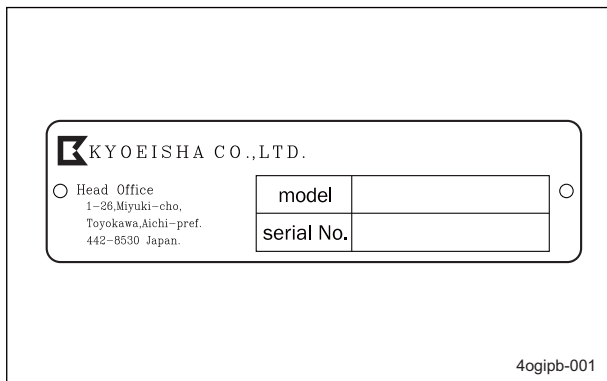 KYOEISHA CO.,LTD.
Head Office
1-26,Miyuki-cho,
Toyokawa,Aichi-pref.
442-8530 Japan.
model
serial No.
4ogipb-001